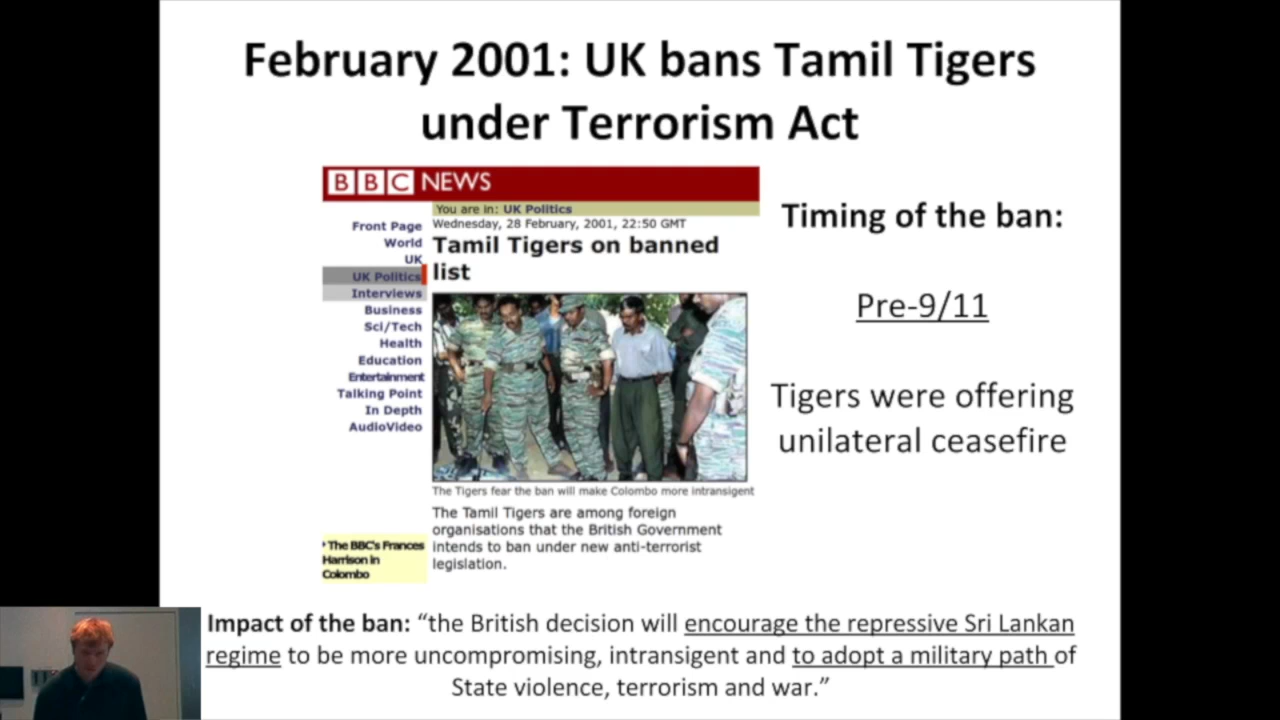 February 2001: UK bans Tamil Tigers
under Terrorism Act
BBC NEWS
You are in: UK Politics
Wednesday, 28 February, 2001, 22:50 GMT
Tamil Tigers on banned
list
Front Page
World
UK
UK Politics
Interviews
Business
Sci/Tech
Health
Education
Entertainment
Talking Point
In Depth
AudioVideo
The Tigers fear the ban will make Colombo more intransigent
The Tamil Tigers are among foreign
organisations that the British Government
intends to ban under new anti-terrorist
legislation.
The BBC's Frances
Harrison in
Colombo
Timing of the ban:
Pre-9/11
Tigers were offering
unilateral ceasefire
Impact of the ban: “the British decision will encourage the repressive Sri Lankan
regime to be more uncompromising, intransigent and to adopt a military path of
State violence, terrorism and war.”